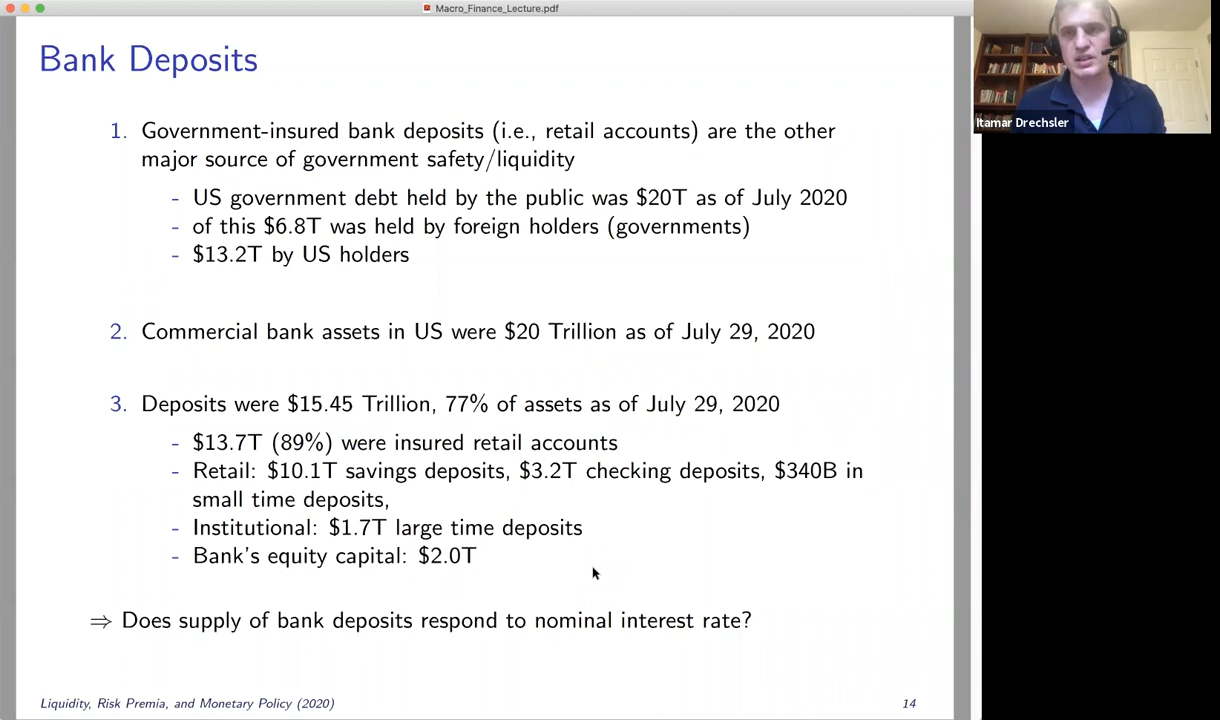 Macro_Finance_Lecture.pdf
Bank Deposits
1. Government-insured bank deposits (i.e., retail accounts) are the other
major source of government safety/liquidity
- US government debt held by the public was $20T as of July 2020
- of this $6.8T was held by foreign holders (governments)
- $13.2T by US holders
2. Commercial bank assets in US were $20 Trillion as of July 29, 2020
3. Deposits were $15.45 Trillion, 77% of assets as of July 29, 2020
- $13.7T (89%) were insured retail accounts
- Retail: $10.1T savings deposits, $3.2T checking deposits, $340B in
small time deposits,
- Institutional: $1.7T large time deposits
- Bank's equity capital: $2.0T
⇒ Does supply of bank deposits respond to nominal interest rate?
Liquidity, Risk Premia, and Monetary Policy (2020)
14
Itamar Drechsler